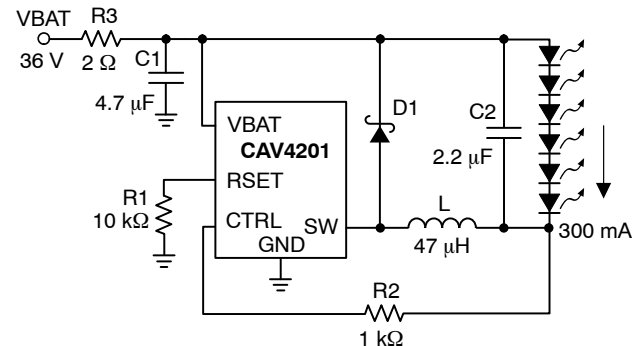 VBAT
36 V
R3
2 Ω
C1
4.7 μF
VBAT
CAV4201
RSET
CTRL
SW
GND
R1
10 kΩ
D1
C2
2.2 μF
L
47 μH
300 mA
R2
1 kΩ